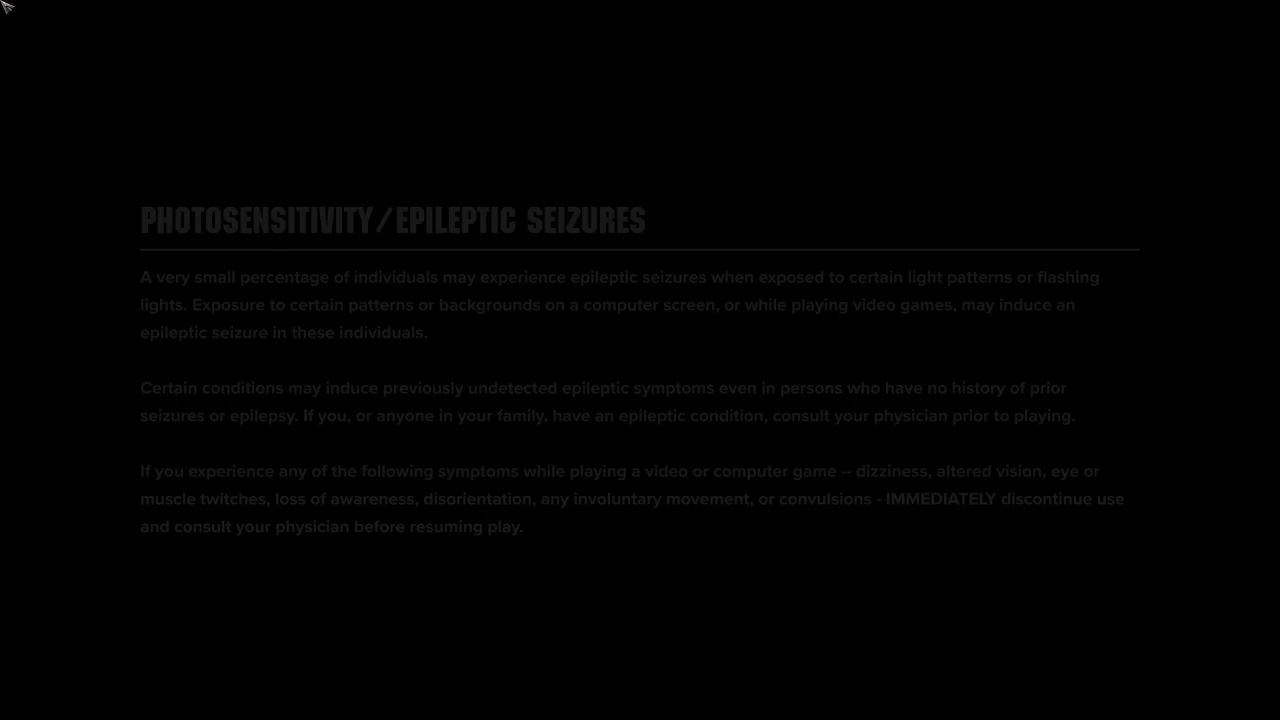 PHOTOSENSITIVITY/EPILEPTIC SEIZURES
A very small percentage of individuals may experience epileptic seizures when exposed to certain light patterns or flashing
lights. Exposure to certain patterns or backgrounds on a computer screen, or while playing video games, may induce an
epileptic seizure in these individuals.
Certain conditions may induce previously undetected epileptic symptoms even in persons who have no history of prior
seizures or epilepsy. If you, or anyone in your family, have an epileptic condition, consult your physician prior to playing.
If you experience any of the following symptoms while playing a video or computer game -- dizziness, altered vision, eye or
muscle twitches, loss of awareness, disorientation, any involuntary movement, or convulsions - IMMEDIATELY discontinue use
and consult your physician before resuming play.